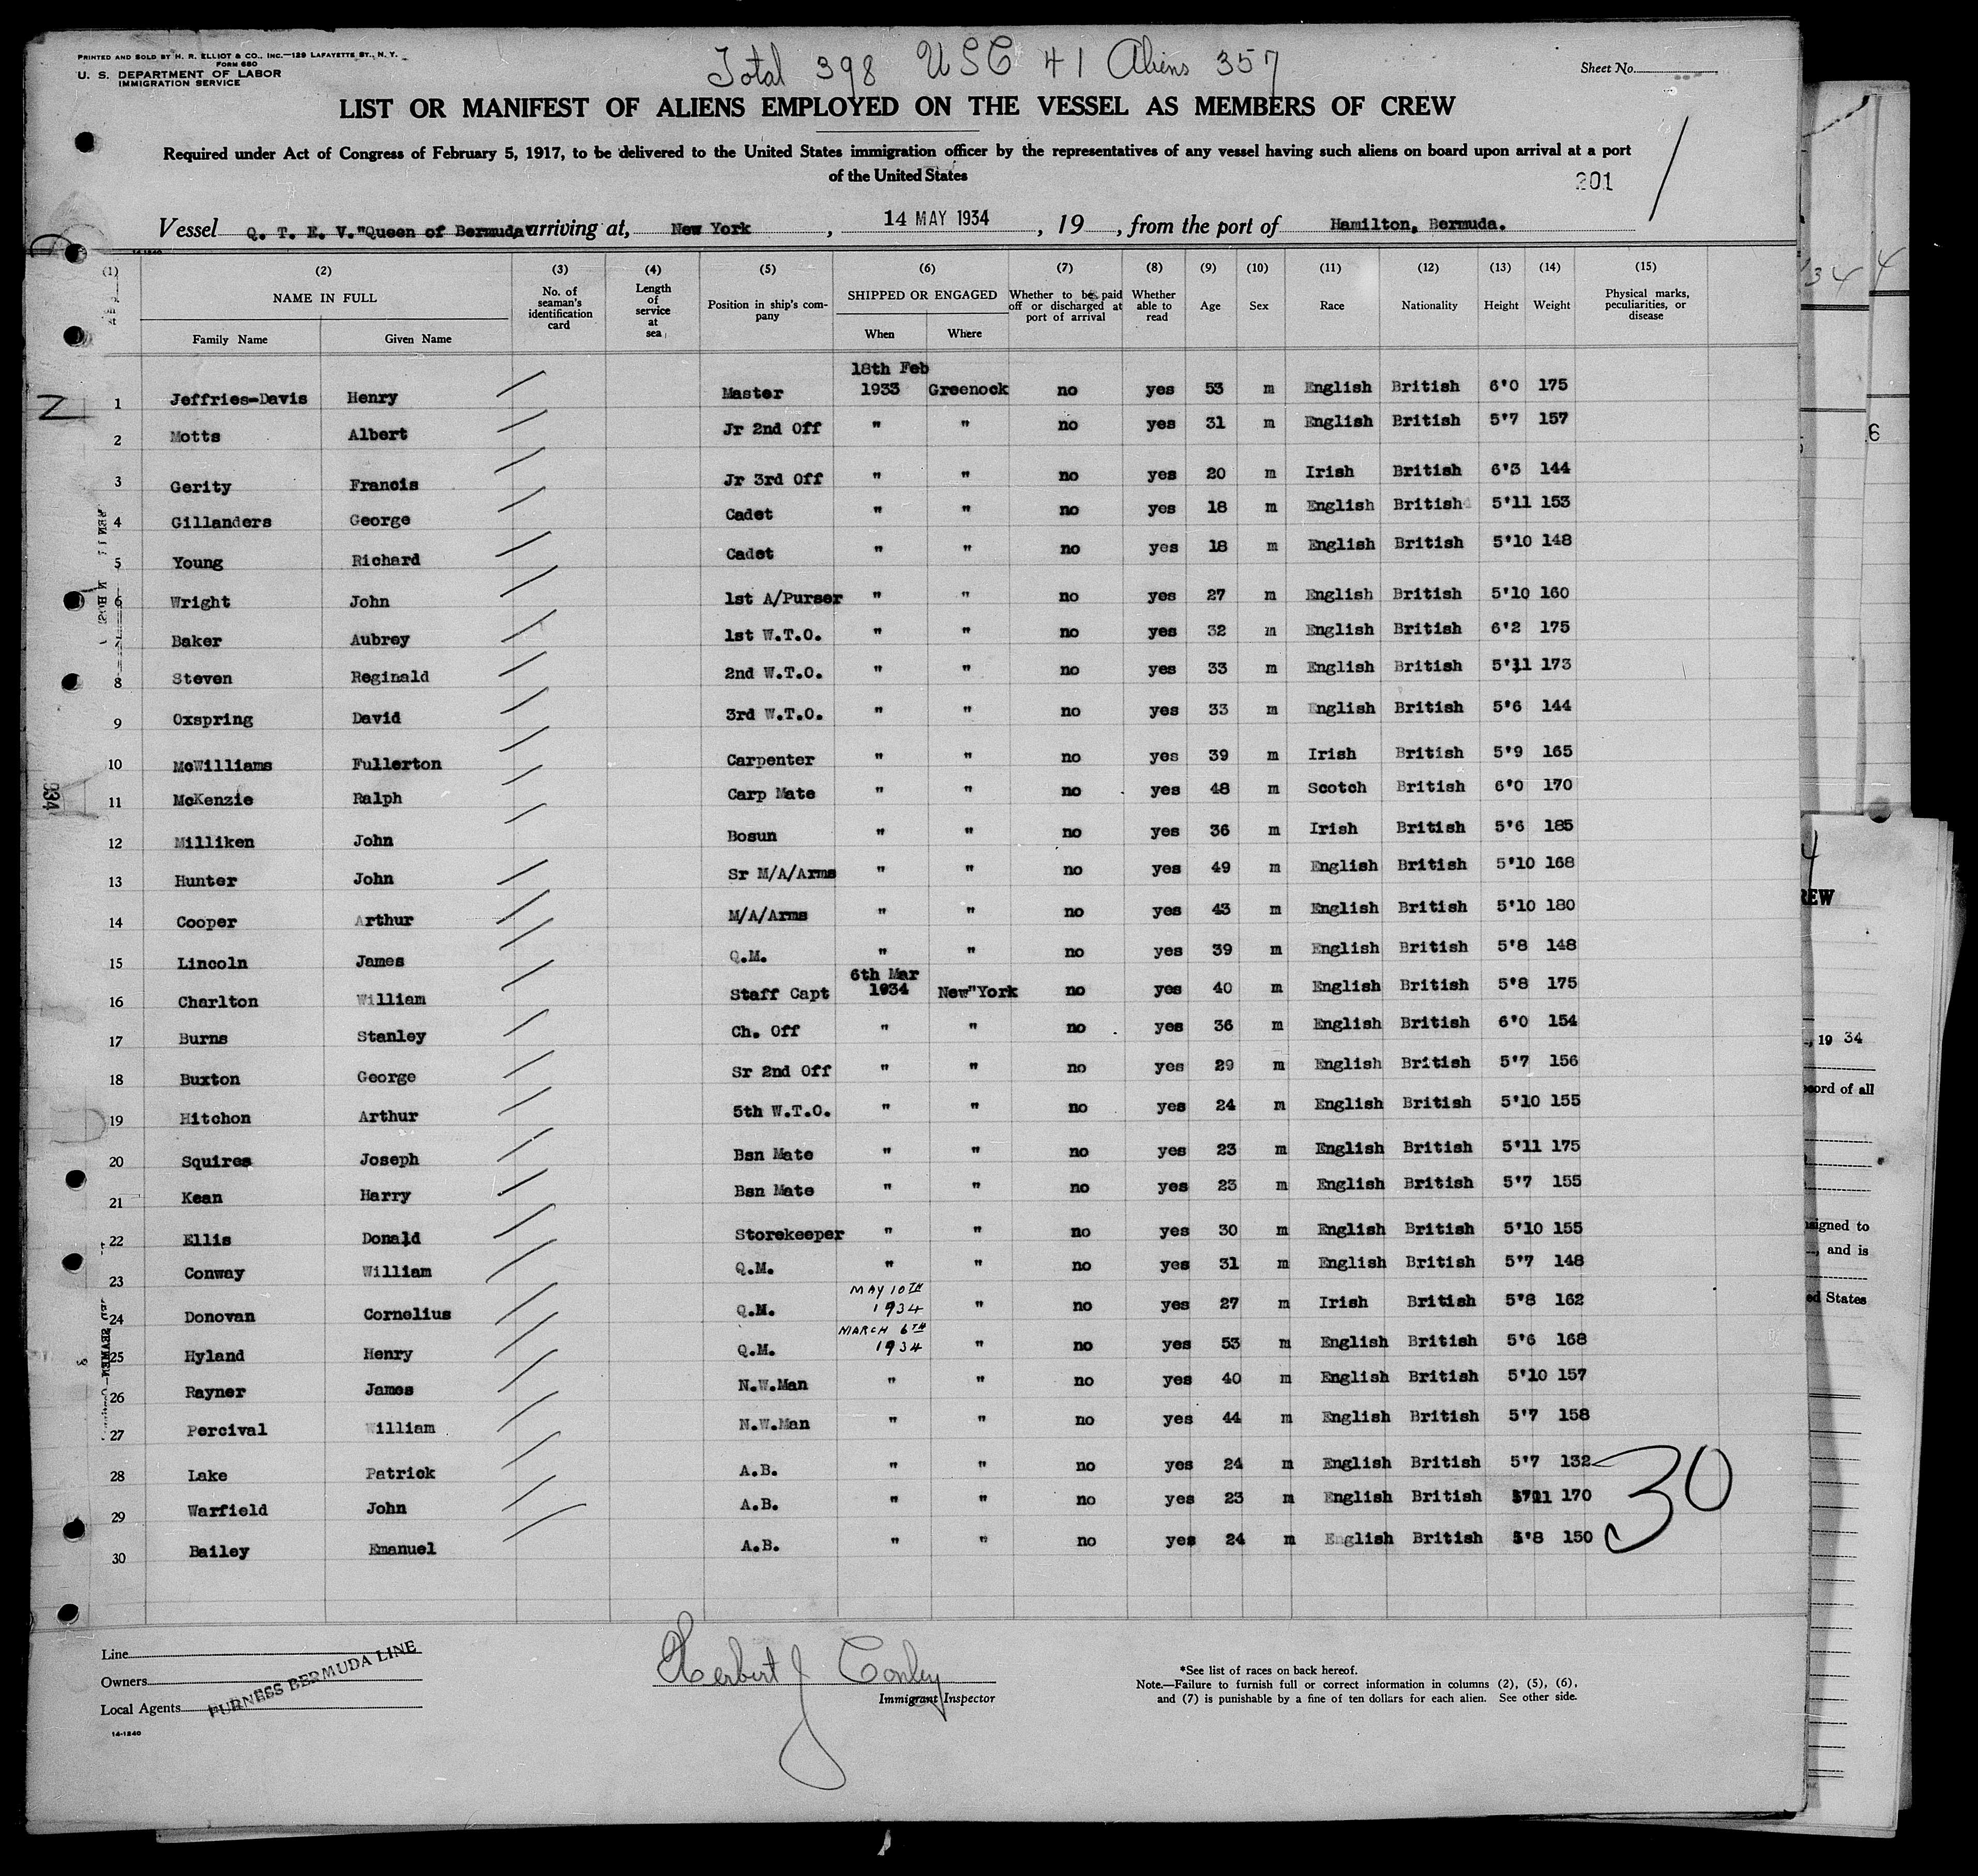 PRINTED AND SOLD BY H. R. ELLIOT & CO., INC.—129 LAFAYETTE ST., N. Y.
FORM 680
U. S. DEPARTMENT OF LABOR
IMMIGRATION SERVICE
Total 398 USC 41 Aliens 357
Sheet No.
LIST OR MANIFEST OF ALIENS EMPLOYED ON THE VESSEL AS MEMBERS OF CREW
Required under Act of Congress of February 5, 1917, to be delivered to the United States immigration officer by the representatives of any vessel having such aliens on board upon arrival at a port
of the United States
201
Vessel Q. T. E. V. "Queen of Bermuda" arriving at, New York, 14 MAY 1934, 19 , from the port of Hamilton, Bermuda.
14-1240
(1) (2) (3) (4) (5) (6) (7) (8) (9) (10) (11) (12) (13) (14) (15)
NAME IN FULL No. of seaman's identification card Length of service at sea Position in ship's company SHIPPED OR ENGAGED Whether to be paid off or discharged at port of arrival Whether able to read Age Sex Race Nationality Height Weight Physical marks, peculiarities, or disease
Family Name Given Name When Where
1 Jeffries-Davis Henry Master 18th Feb 1933 Greenock no yes 53 m English British 6'0 175
2 Motts Albert Jr 2nd Off " " no yes 31 m English British 5'7 157
3 Gerity Francis Jr 3rd Off " " no yes 20 m Irish British 6'3 144
4 Gillanders George Cadet " " no yes 18 m English British 5'11 153
5 Young Richard Cadet " " no yes 18 m English British 5'10 148
6 Wright John 1st A/Purser " " no yes 27 m English British 5'10 160
Baker Aubrey 1st W.T.O. " " no yes 32 m English British 6'2 175
8 Steven Reginald 2nd W.T.O. " " no yes 33 m English British 5'11 173
9 Oxspring David 3rd W.T.O. " " no yes 33 m English British 5'6 144
10 McWilliams Fullerton Carpenter " " no yes 39 m Irish British 5'9 165
11 McKenzie Ralph Carp Mate " " no yes 48 m Scotch British 6'0 170
12 Milliken John Bosun " " no yes 36 m Irish British 5'6 185
13 Hunter John Sr M/A/Arms " " no yes 49 m English British 5'10 168
14 Cooper Arthur M/A/Arms " " no yes 43 m English British 5'10 180
15 Lincoln James Q.M. " " no yes 39 m English British 5'8 148
16 Charlton William Staff Capt 6th Mar 1934 New"York no yes 40 m English British 5'8 175
17 Burns Stanley Ch. Off " " no yes 36 m English British 6'0 154
18 Buxton George Sr 2nd Off " " no yes 29 m English British 5'7 156
19 Hitchon Arthur 5th W.T.O. " " no yes 24 m English British 5'10 155
20 Squires Joseph Bsn Mate " " no yes 23 m English British 5'11 175
21 Kean Harry Bsn Mate " " no yes 23 m English British 5'7 155
22 Ellis Donald Storekeeper " " no yes 30 m English British 5'10 155
23 Conway William Q.M. " " no yes 31 m English British 5'7 148
24 Donovan Cornelius Q.M. MAY 10TH 1934 " no yes 27 m Irish British 5'8 162
25 Hyland Henry Q.M. MARCH 6TH 1934 " no yes 53 m English British 5'6 168
26 Rayner James N.W.Man " " no yes 40 m English British 5'10 157
27 Percival William N.W.Man " " no yes 44 m English British 5'7 158
28 Lake Patrick A.B. " " no yes 24 m English British 5'7 132
29 Warfield John A.B. " " no yes 23 m English British 170
30 Bailey Emanuel A.B. " " no yes 24 m English British 5'8 150
30
Line
Owners
Local Agents
FURNESS BERMUDA LINE
14-1240
Herbert J Conley
Immigrant Inspector
*See list of races on back hereof.
Note.—Failure to furnish full or correct information in columns (2), (5), (6),
and (7) is punishable by a fine of ten dollars for each alien. See other side.
34 4
6
REW
, 19 34
ecord of all
signed to
, and is
ed States